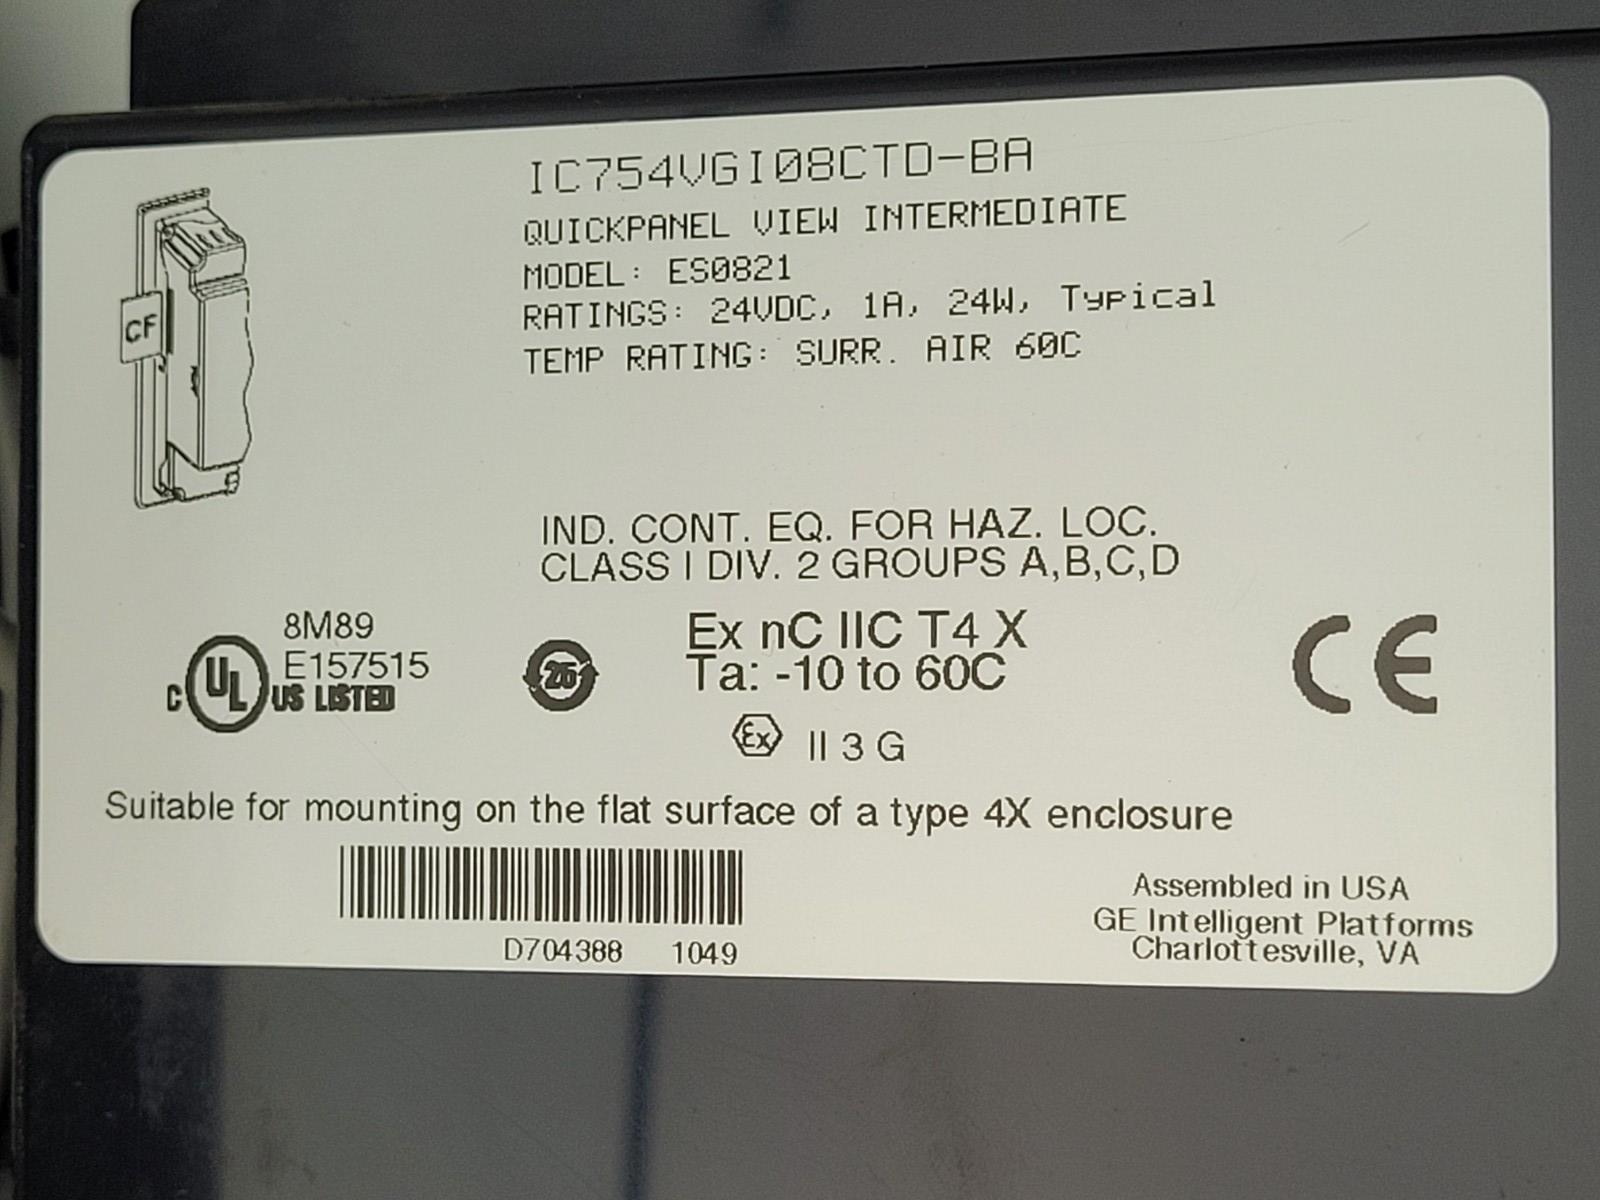 IC754VGI08CTD-BA
QUICKPANEL VIEW INTERMEDIATE
MODEL: ES0821
RATINGS: 24VDC, 1A, 24W, Typical
TEMP RATING: SURR. AIR 60C
CF
IND. CONT. EQ. FOR HAZ. LOC.
CLASS I DIV. 2 GROUPS A,B,C,D
8M89
E157515
C UL US LISTED
Ex nC IIC T4 X
Ta: -10 to 60C
CE
Ex II 3 G
Suitable for mounting on the flat surface of a type 4X enclosure
D704388 1049
Assembled in USA
GE Intelligent Platforms
Charlottesville, VA